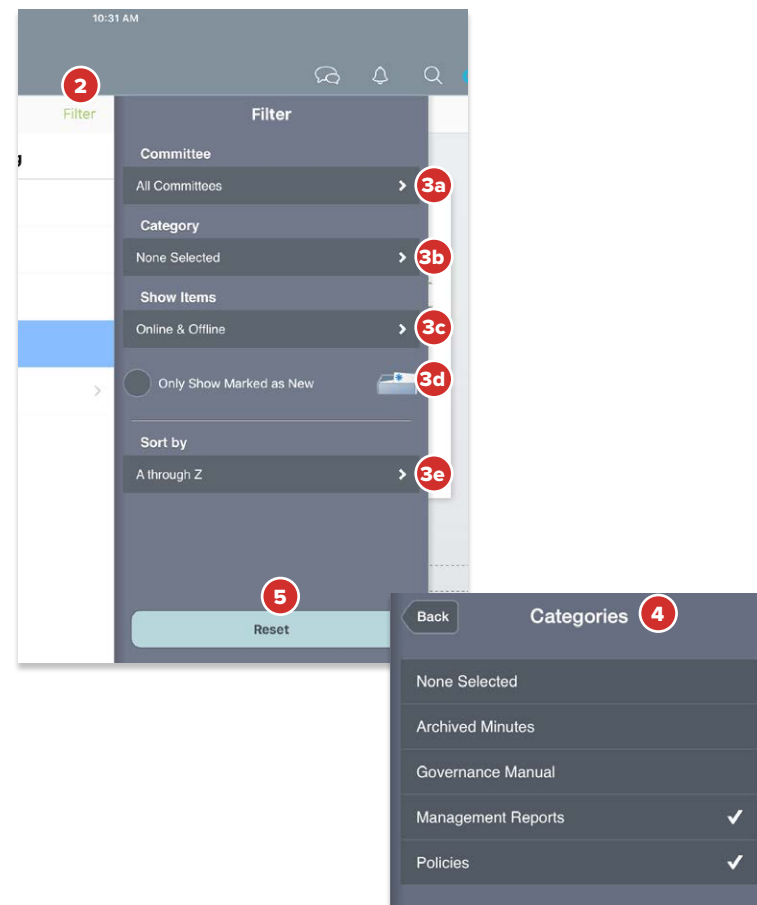 10:31 AM
2
Filter
Filter
g
Committee
All Committees
3a
Category
None Selected
3b
Show Items
Online & Offline
3c
Only Show Marked as New
3d
Sort by
A through Z
3e
5
Reset
Back
Categories
4
None Selected
Archived Minutes
Governance Manual
Management Reports
Policies